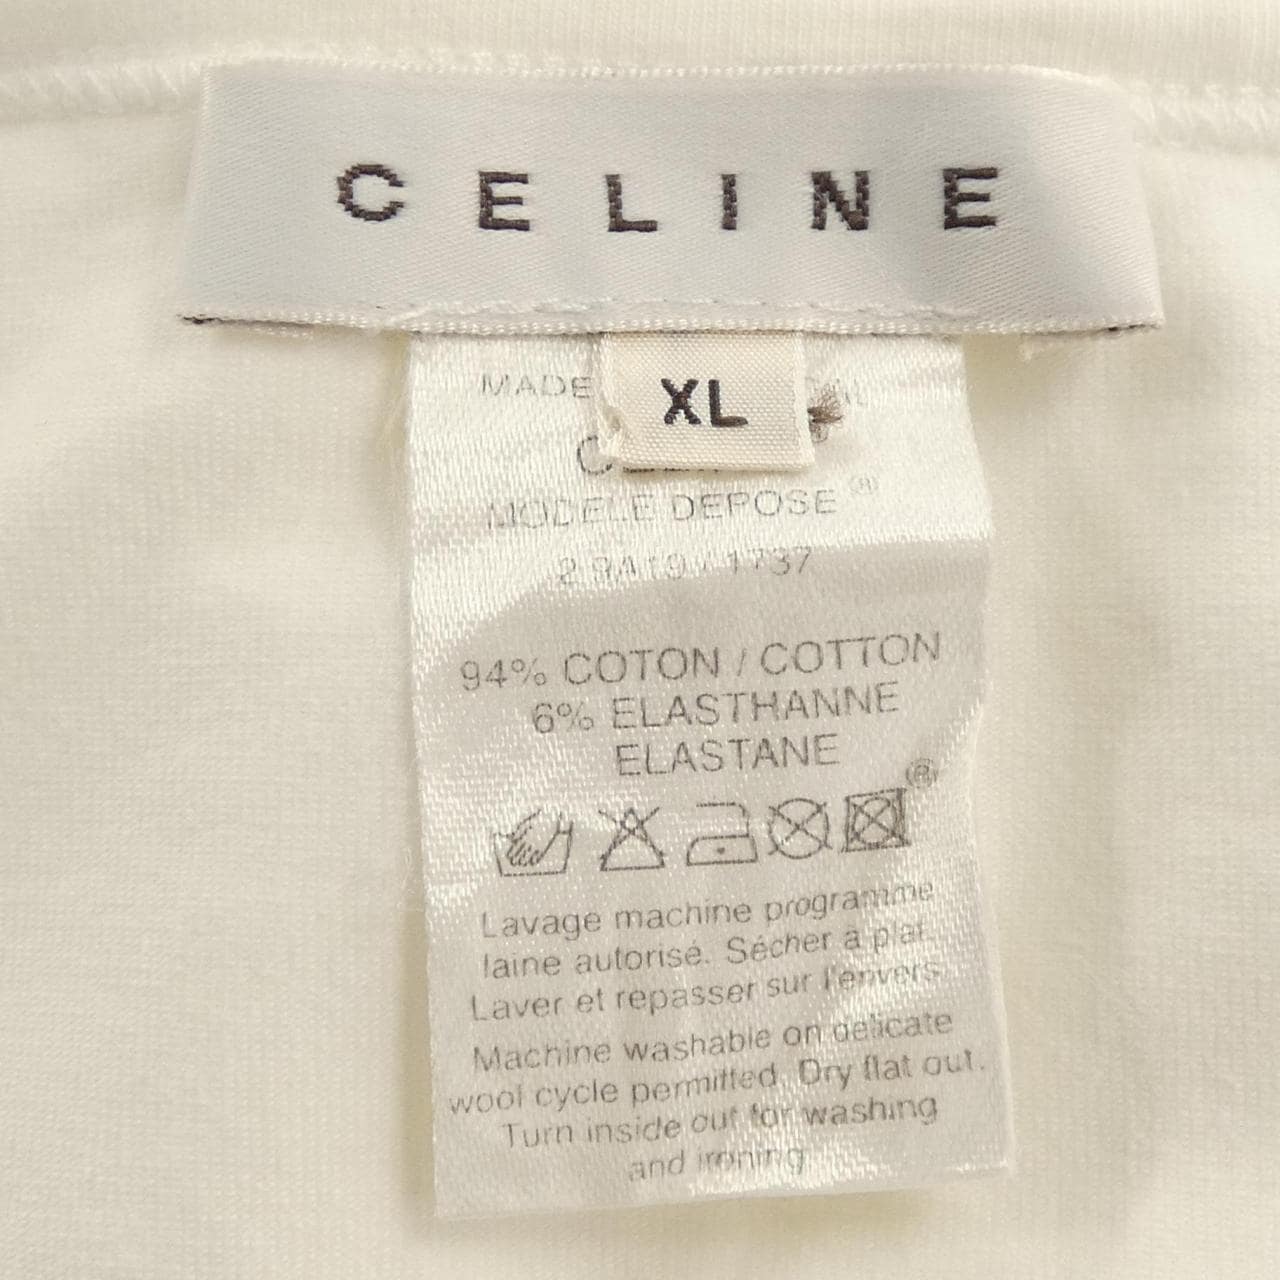 CELINE
XL
MADE
MODELE DEPOSE ®
94% COTON / COTTON
6% ELASTHANNE
ELASTANE
®
Lavage machine programme
laine autorisé. Sécher à plat.
Laver et repasser sur l'envers.
Machine washable on delicate
wool cycle permitted. Dry flat out.
Turn inside out for washing
and ironing